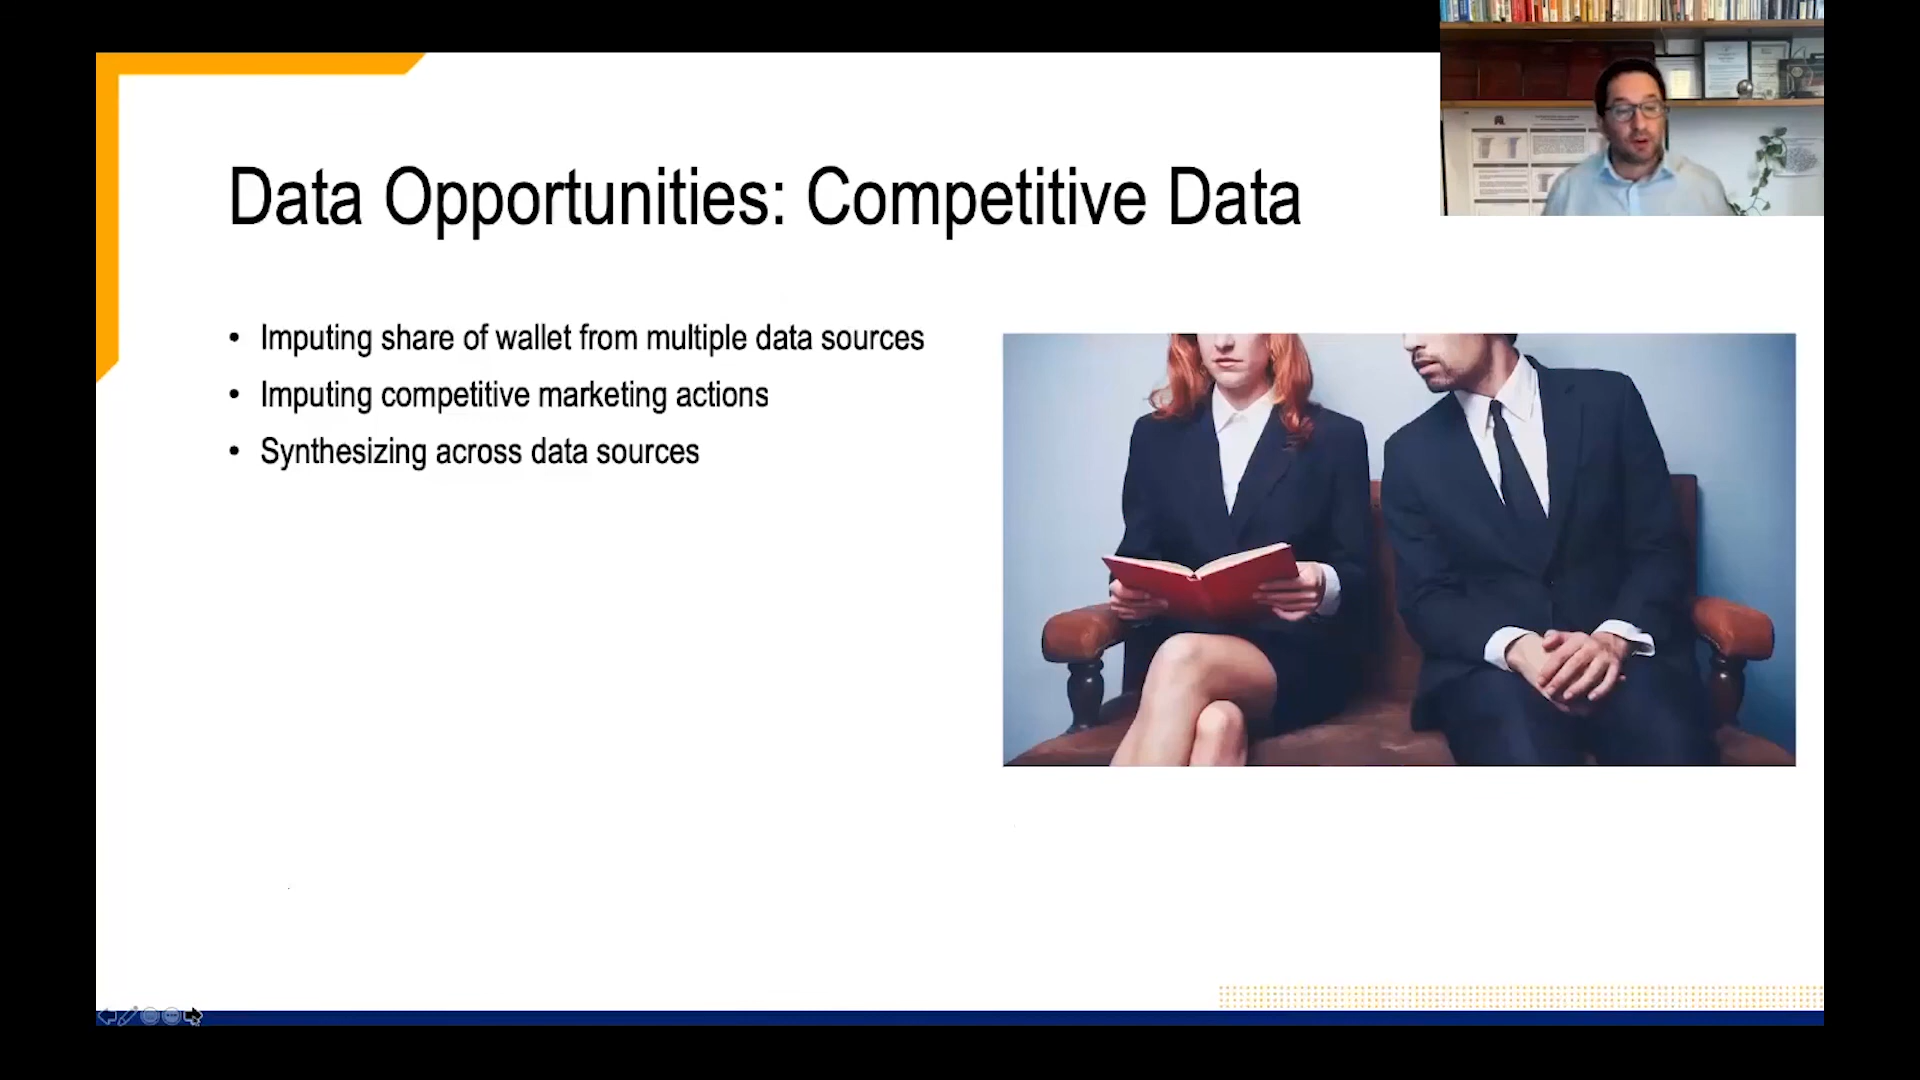 Data Opportunities: Competitive Data
• Imputing share of wallet from multiple data sources
• Imputing competitive marketing actions
• Synthesizing across data sources